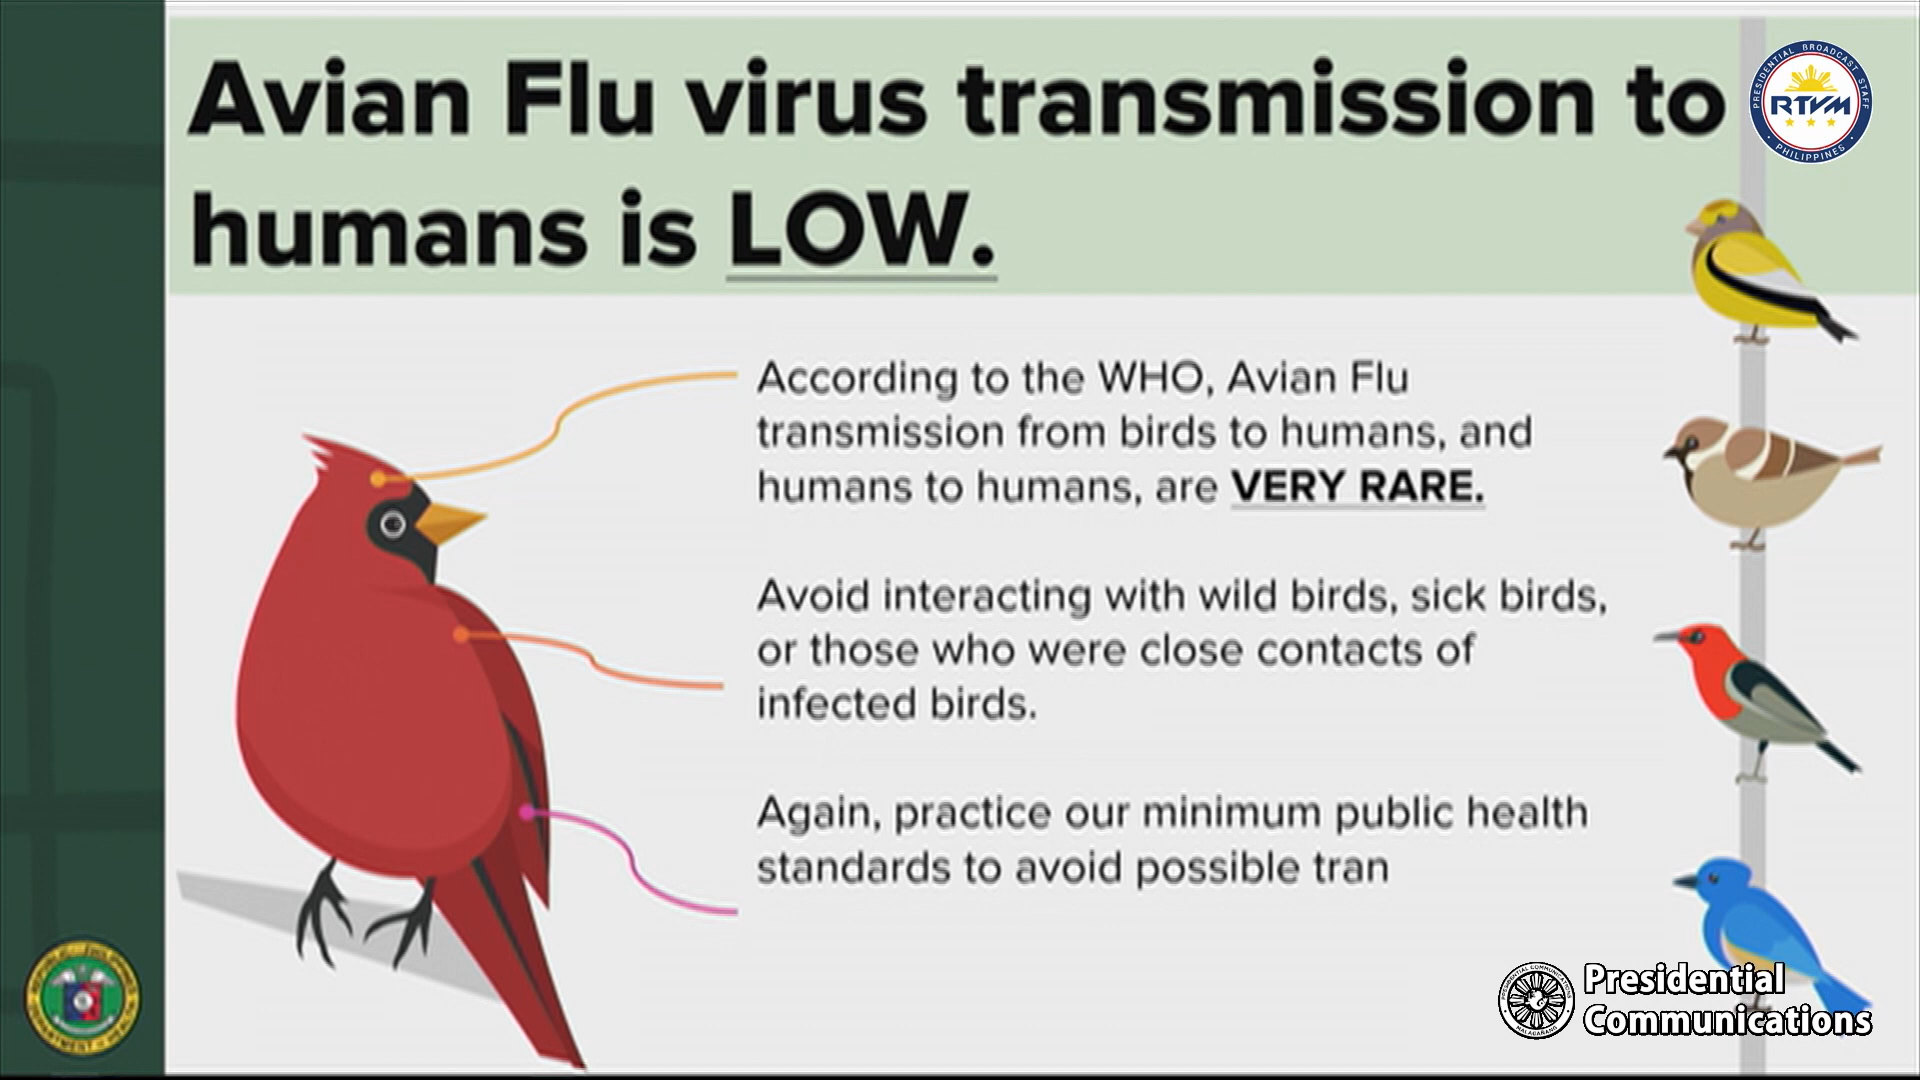 Avian Flu virus transmission to
humans is LOW.
PRESIDENTIAL BROADCAST STAFF
RTVM
PHILIPPINES
According to the WHO, Avian Flu
transmission from birds to humans, and
humans to humans, are VERY RARE.
Avoid interacting with wild birds, sick birds,
or those who were close contacts of
infected birds.
Again, practice our minimum public health
standards to avoid possible tran
Presidential
Communications